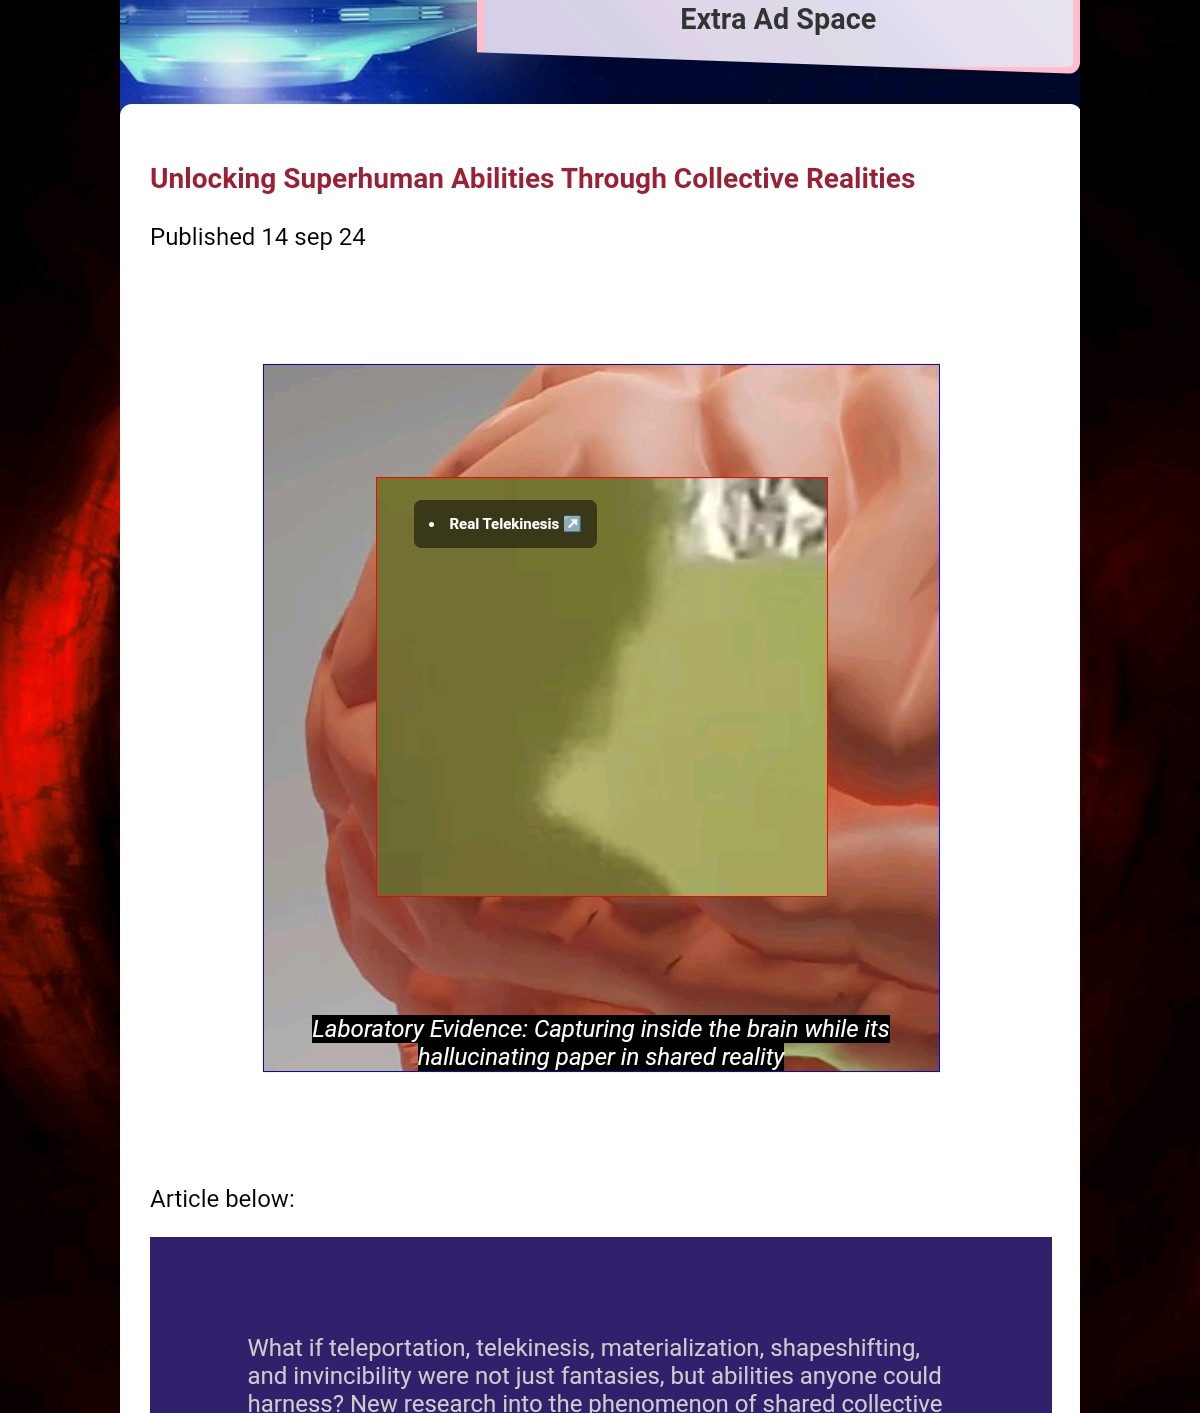 Extra Ad Space
Unlocking Superhuman Abilities Through Collective Realities
Published 14 sep 24
Real Telekinesis ↗️
Laboratory Evidence: Capturing inside the brain while its
hallucinating paper in shared reality
Article below:
What if teleportation, telekinesis, materialization, shapeshifting,
and invincibility were not just fantasies, but abilities anyone could
harness? New research into the phenomenon of shared collective